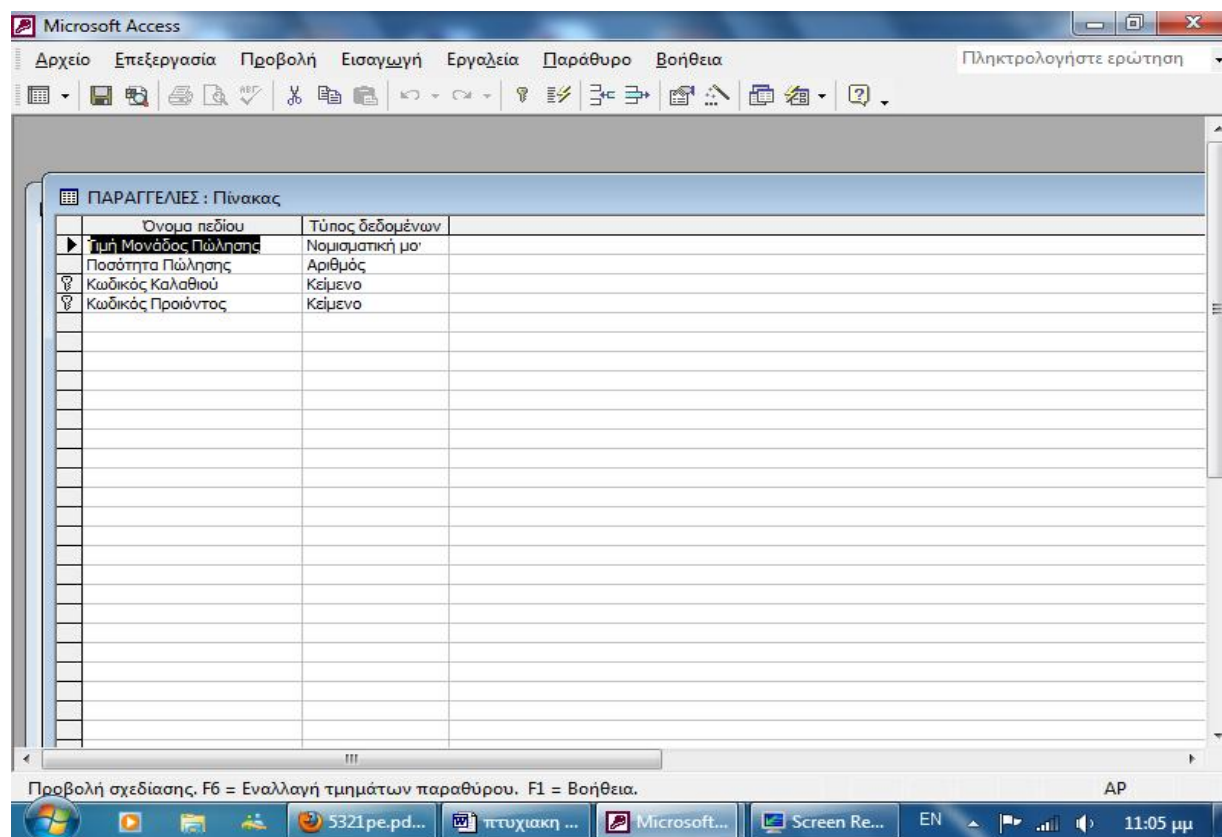 Microsoft Access
Αρχείο Επεξεργασία Προβολή Εισαγωγή Εργαλεία Παράθυρο Βοήθεια Πληκτρολογήστε ερώτηση
ΠΑΡΑΓΓΕΛΙΕΣ : Πίνακας
Όνομα πεδίου Τύπος δεδομένων
Τιμή Μονάδος Πώλησης Νομισματική μο
Ποσότητα Πώλησης Αριθμός
Κωδικός Καλαθιού Κείμενο
Κωδικός Προιόντος Κείμενο
Προβολή σχεδίασης. F6 = Εναλλαγή τμημάτων παραθύρου. F1 = Βοήθεια. ΑΡ
5321pe.pd... πτυχιακη ... Microsoft... Screen Re... EN 11:05 μμ